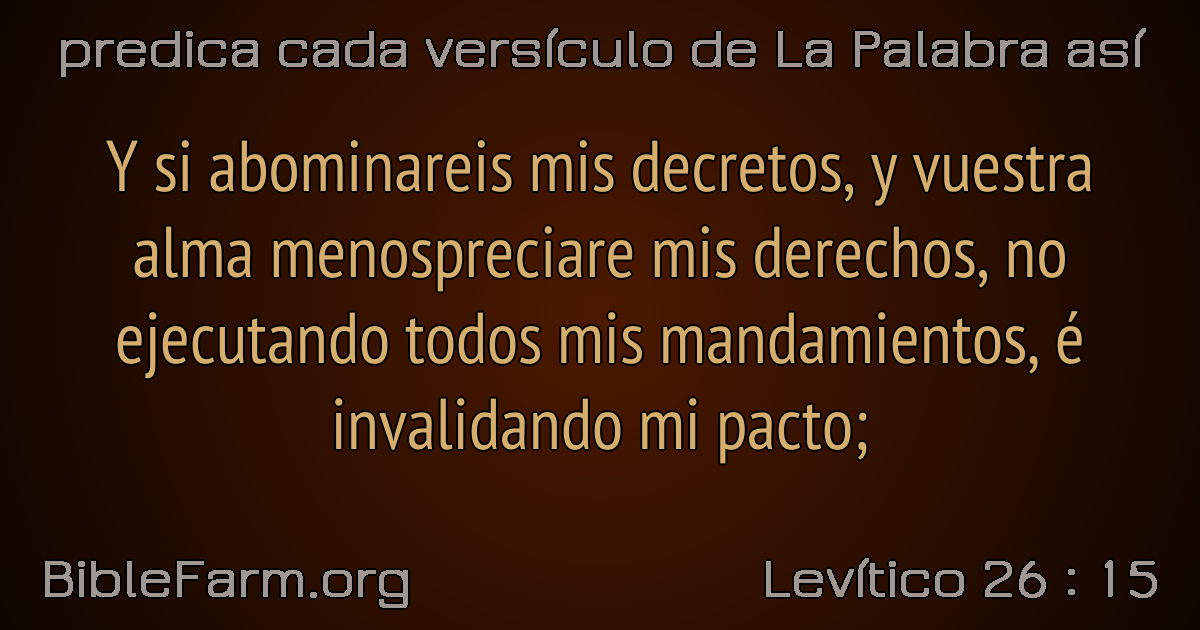 predica cada versículo de La Palabra así
Y si abominareis mis decretos, y vuestra
alma menospreciare mis derechos, no
ejecutando todos mis mandamientos, é
invalidando mi pacto;
BibleFarm.org
Levítico 26 : 15